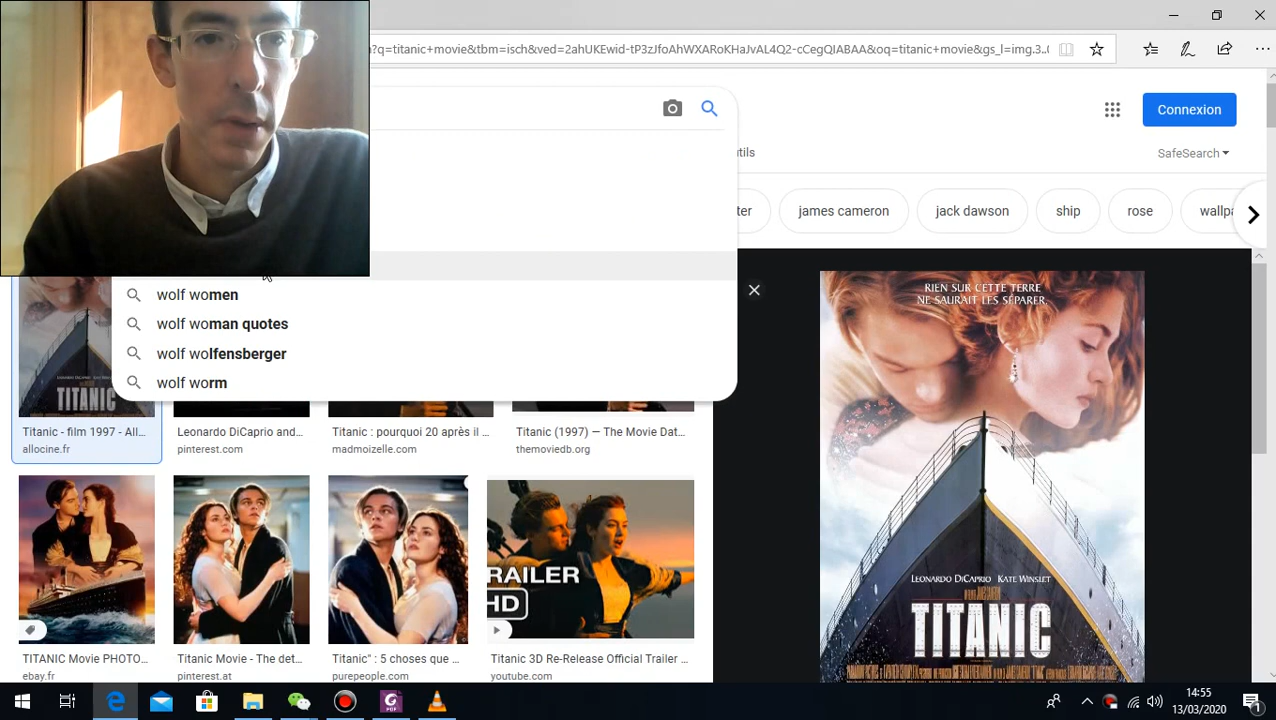 ?q=titanic+movie&tbm=isch&ved=2ahUKEwid-tP3zJfoAhWXARoKHaJvAL4Q2-cCegQIABAA&oq=titanic+movie&gs_l=img.3..
Connexion
utils
SafeSearch
ter
james cameron
jack dawson
ship
rose
wallpa
wolf women
wolf woman quotes
wolf wolfensberger
wolf worm
TITANIC
Titanic - film 1997 - All...
allocine.fr
Leonardo DiCaprio and...
pinterest.com
Titanic : pourquoi 20 après il ...
madmoizelle.com
Titanic (1997) — The Movie Dat...
themoviedb.org
TRAILER
HD
TITANIC Movie PHOTO...
ebay.fr
Titanic Movie - The det...
pinterest.at
Titanic" : 5 choses que ...
purepeople.com
Titanic 3D Re-Release Official Trailer ...
youtube.com
RIEN SUR CETTE TERRE
NE SAURAIT LES SÉPARER.
LEONARDO DICAPRIO KATE WINSLET
TITANIC
PDF
14:55
13/03/2020
1